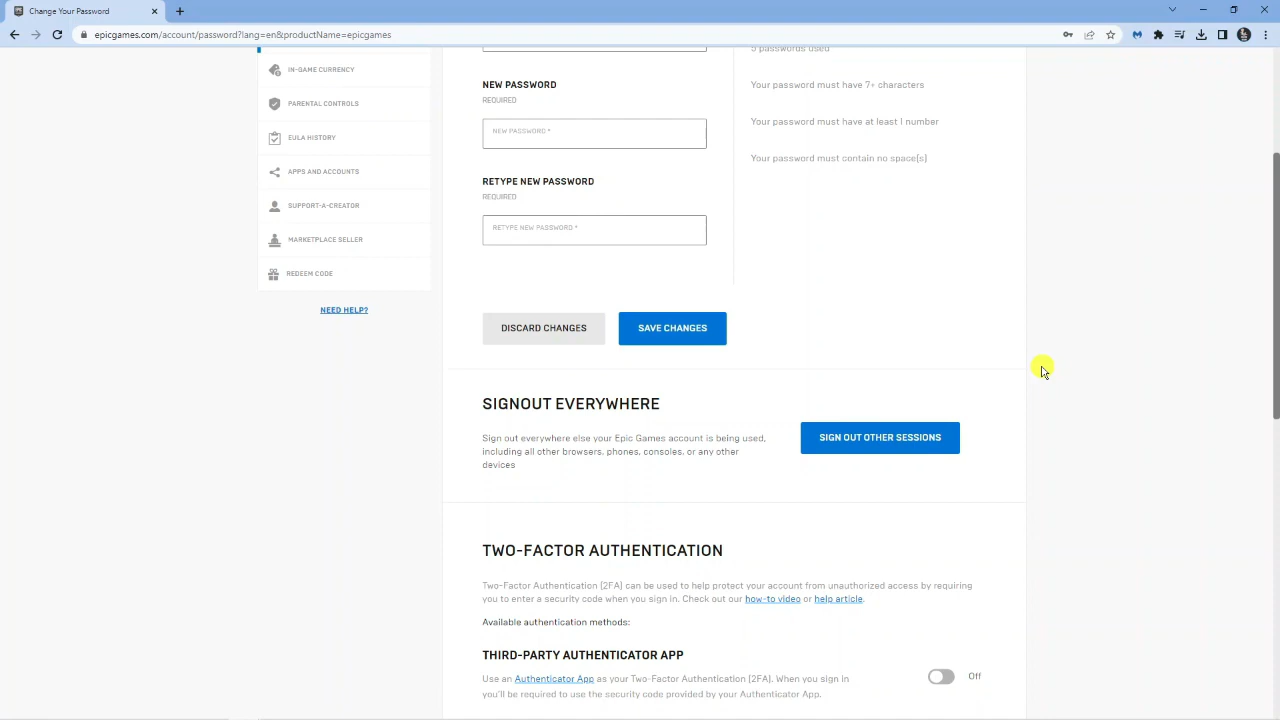 Change Your Password
epicgames.com/account/password?lang=en&productName=epicgames
IN-GAME CURRENCY
PARENTAL CONTROLS
EULA HISTORY
APPS AND ACCOUNTS
SUPPORT-A-CREATOR
MARKETPLACE SELLER
REDEEM CODE
NEED HELP?
NEW PASSWORD
REQUIRED
NEW PASSWORD *
RETYPE NEW PASSWORD
REQUIRED
RETYPE NEW PASSWORD *
5 passwords used
Your password must have 7+ characters
Your password must have at least 1 number
Your password must contain no space(s)
DISCARD CHANGES
SAVE CHANGES
SIGNOUT EVERYWHERE
Sign out everywhere else your Epic Games account is being used,
including all other browsers, phones, consoles, or any other
devices
SIGN OUT OTHER SESSIONS
TWO-FACTOR AUTHENTICATION
Two-Factor Authentication (2FA) can be used to help protect your account from unauthorized access by requiring
you to enter a security code when you sign in. Check out our how-to video or help article.
Available authentication methods:
THIRD-PARTY AUTHENTICATOR APP
Use an Authenticator App as your Two-Factor Authentication (2FA). When you sign in
you'll be required to use the security code provided by your Authenticator App.
Off